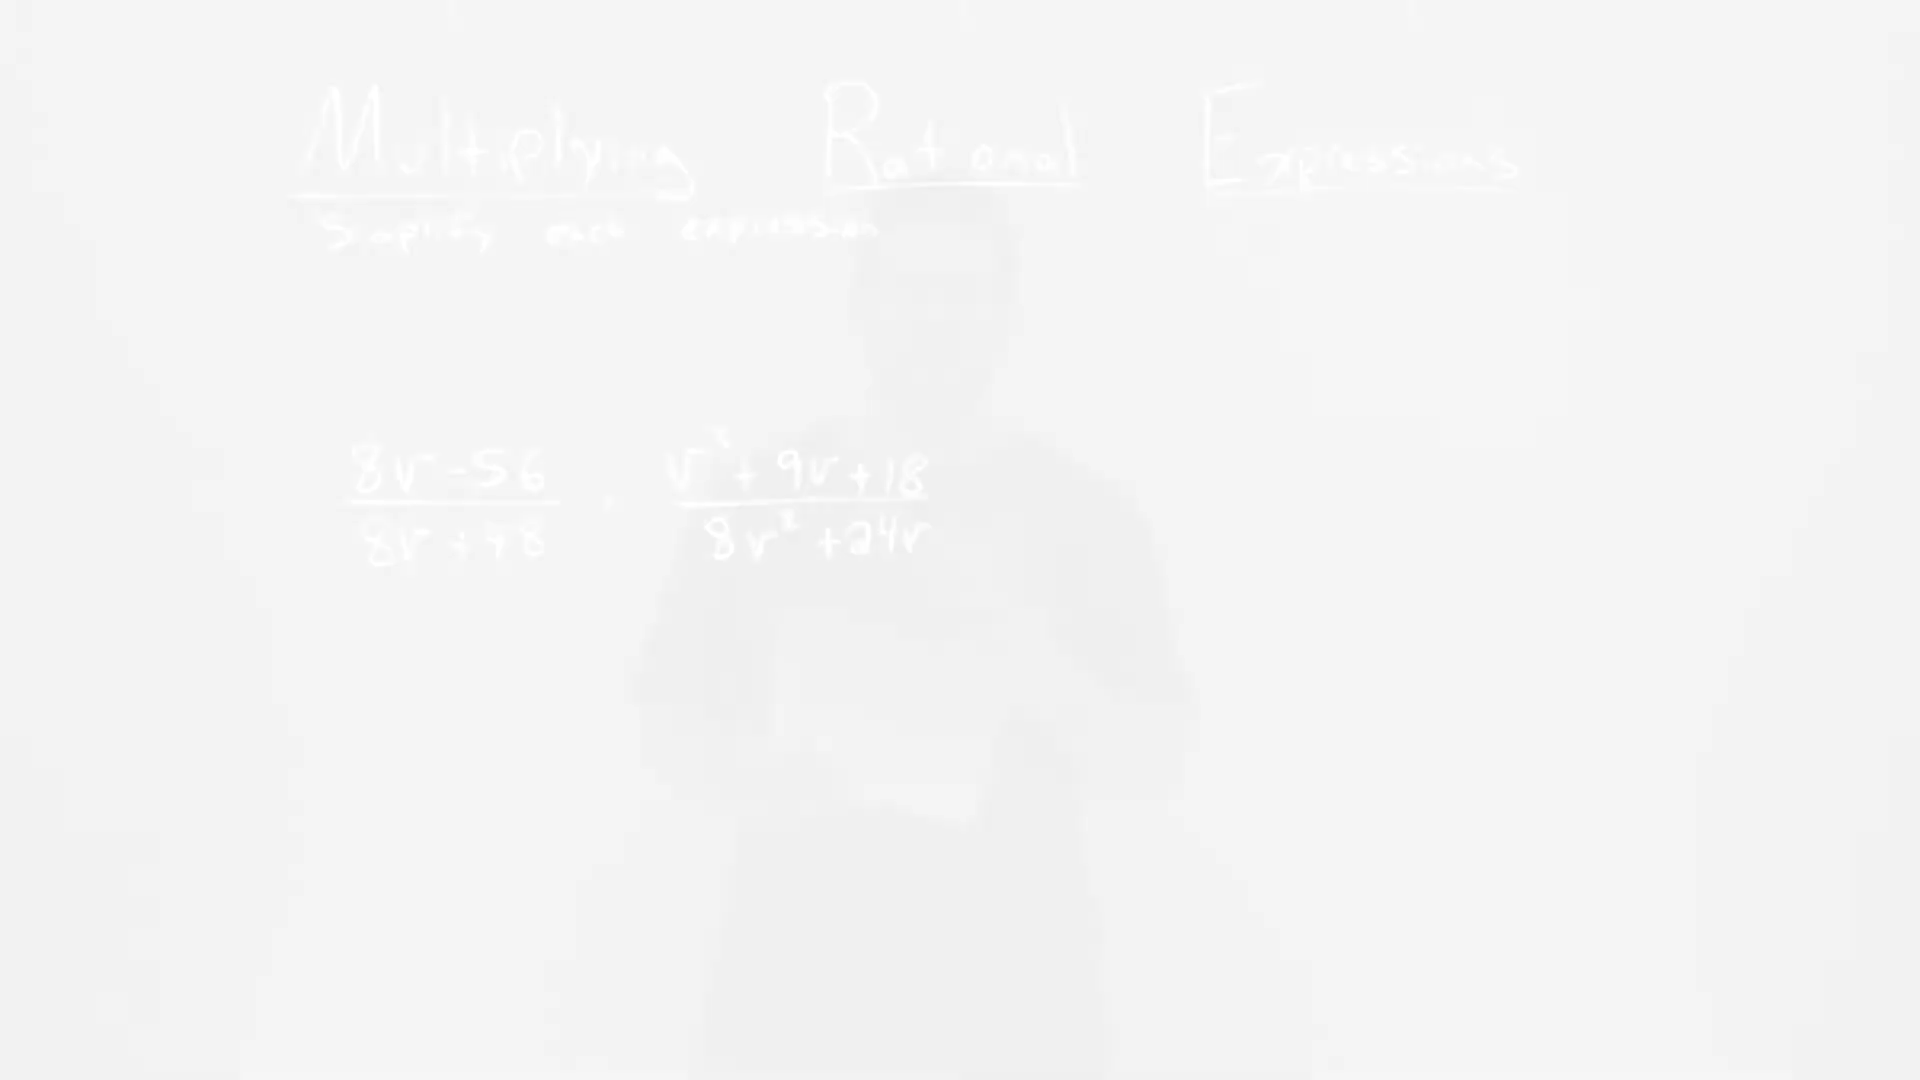 Multiplying Rational Expressions
Simplify each expression
8v-56 / 8v+48 · v²+9v+18 / 8v²+24v